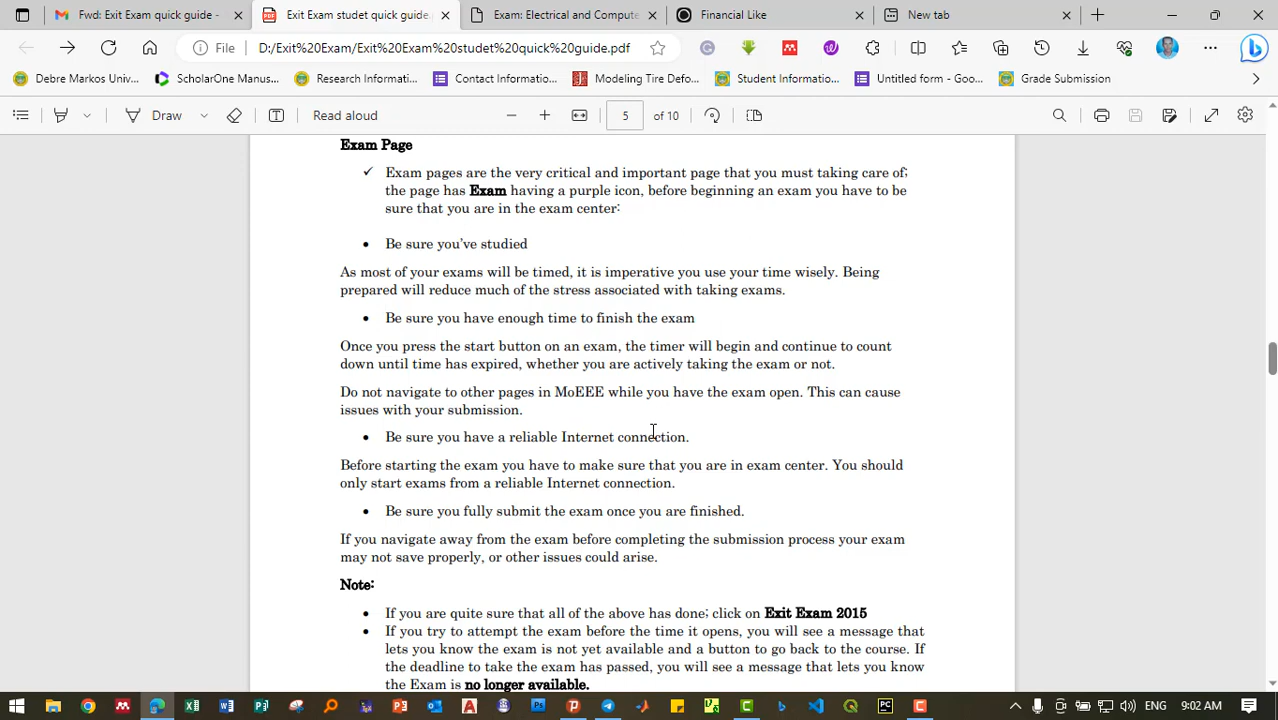 Fwd: Exit Exam quick guide -
Exit Exam studet quick guide.
Exam: Electrical and Compute
Financial Like
New tab
File
D:/Exit%20Exam/Exit%20Exam%20studet%20quick%20guide.pdf
Debre Markos Univ...
ScholarOne Manus...
Research Informati...
Contact Informatio...
Modeling Tire Defo...
Student Informatio...
Untitled form - Goo...
Grade Submission
Draw
Read aloud
5
of 10
Exam Page
✓ Exam pages are the very critical and important page that you must taking care of;
the page has Exam having a purple icon, before beginning an exam you have to be
sure that you are in the exam center:
• Be sure you've studied
As most of your exams will be timed, it is imperative you use your time wisely. Being
prepared will reduce much of the stress associated with taking exams.
• Be sure you have enough time to finish the exam
Once you press the start button on an exam, the timer will begin and continue to count
down until time has expired, whether you are actively taking the exam or not.
Do not navigate to other pages in MoEEE while you have the exam open. This can cause
issues with your submission.
• Be sure you have a reliable Internet connection.
Before starting the exam you have to make sure that you are in exam center. You should
only start exams from a reliable Internet connection.
• Be sure you fully submit the exam once you are finished.
If you navigate away from the exam before completing the submission process your exam
may not save properly, or other issues could arise.
Note:
• If you are quite sure that all of the above has done; click on Exit Exam 2015
• If you try to attempt the exam before the time it opens, you will see a message that
lets you know the exam is not yet available and a button to go back to the course. If
the deadline to take the exam has passed, you will see a message that lets you know
the Exam is no longer available.
ENG
9:02 AM